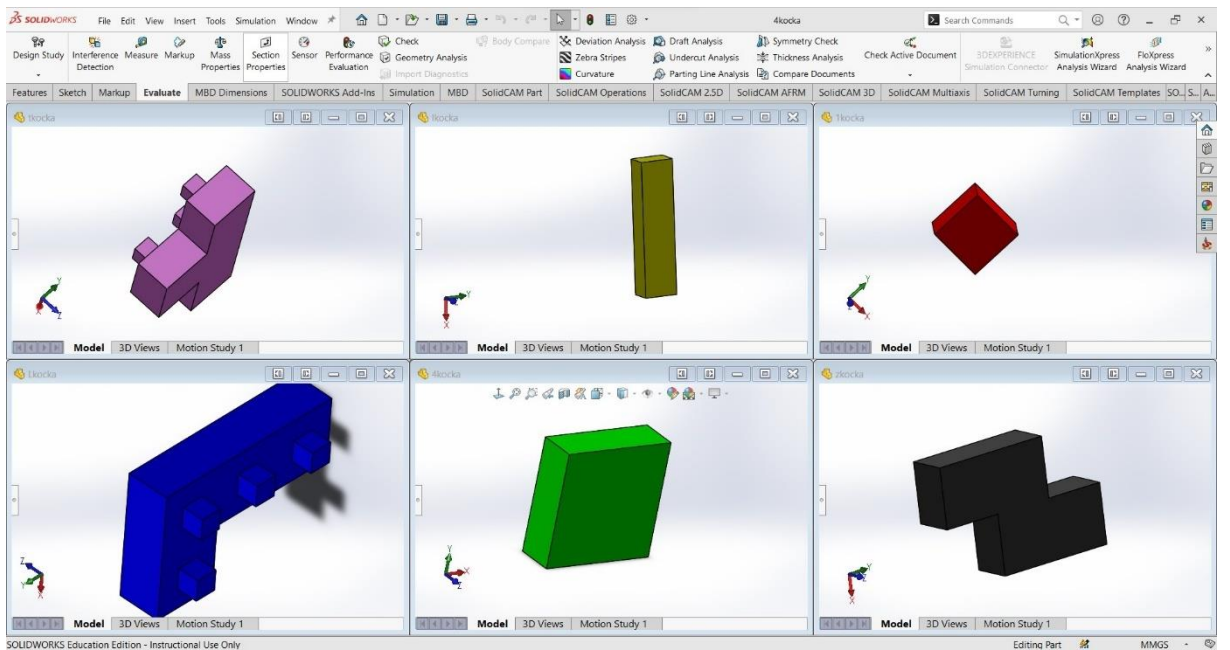 SOLIDWORKS File Edit View Insert Tools Simulation Window 4kocka Search Commands
Design Study Interference Detection Measure Markup Mass Properties Section Properties Sensor Performance Evaluation
Check Body Compare Deviation Analysis Draft Analysis Symmetry Check Check Active Document 3DEXPERIENCE Simulation Connector SimulationXpress Analysis Wizard FloXpress Analysis Wizard
Geometry Analysis Zebra Stripes Undercut Analysis Thickness Analysis
Import Diagnostics Curvature Parting Line Analysis Compare Documents
Features Sketch Markup Evaluate MBD Dimensions SOLIDWORKS Add-Ins Simulation MBD SolidCAM Part SolidCAM Operations SolidCAM 2.5D SolidCAM AFRM SolidCAM 3D SolidCAM Multiaxis SolidCAM Turning SolidCAM Templates SO... S... A...
tkocka Ikocka 1kocka
Model 3D Views Motion Study 1 Model 3D Views Motion Study 1 Model 3D Views Motion Study 1
Lkocka 4kocka zkocka
Model 3D Views Motion Study 1 Model 3D Views Motion Study 1 Model 3D Views Motion Study 1
SOLIDWORKS Education Edition - Instructional Use Only Editing Part MMGS